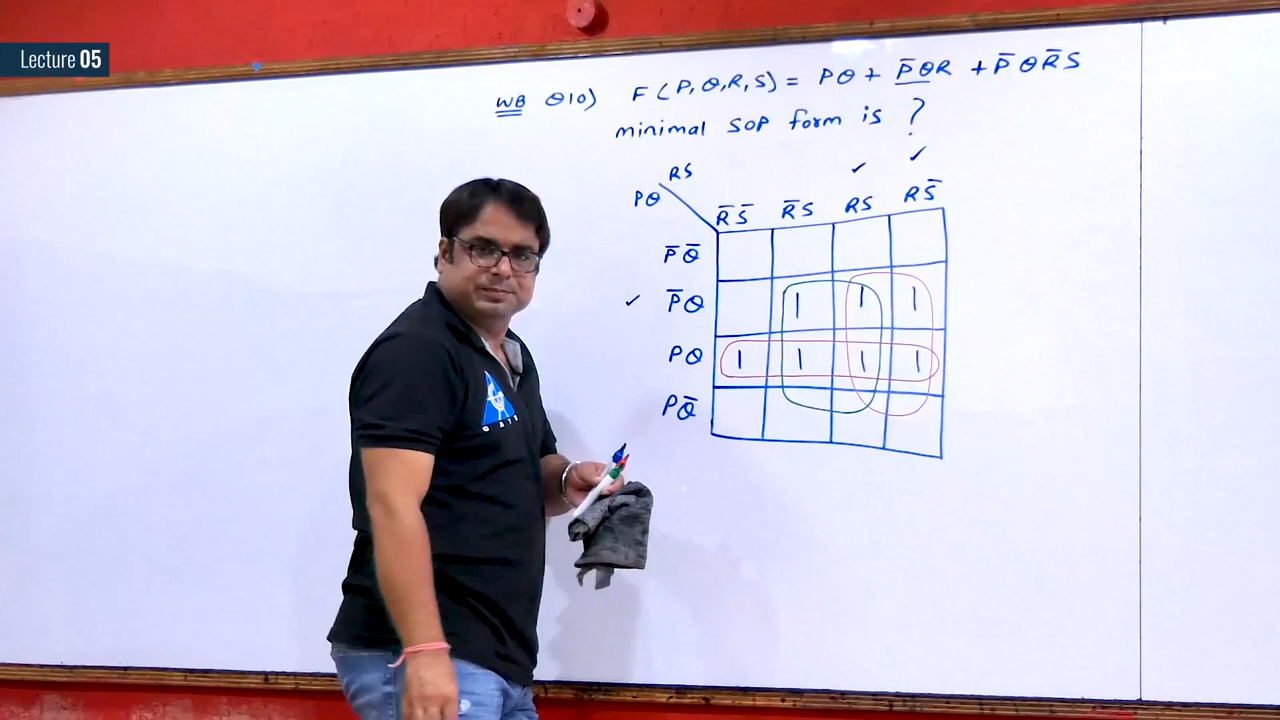 Lecture 05
WB Q10) F(P,Q,R,S) = PQ + P̅QR + P̅QR̅S
minimal SOP form is ?
✓ ✓
RS
PQ
R̅S̅ R̅S RS RS̅
P̅Q̅
✓ P̅Q 1 1 1
PQ 1 1 1 1
PQ̅
GATE